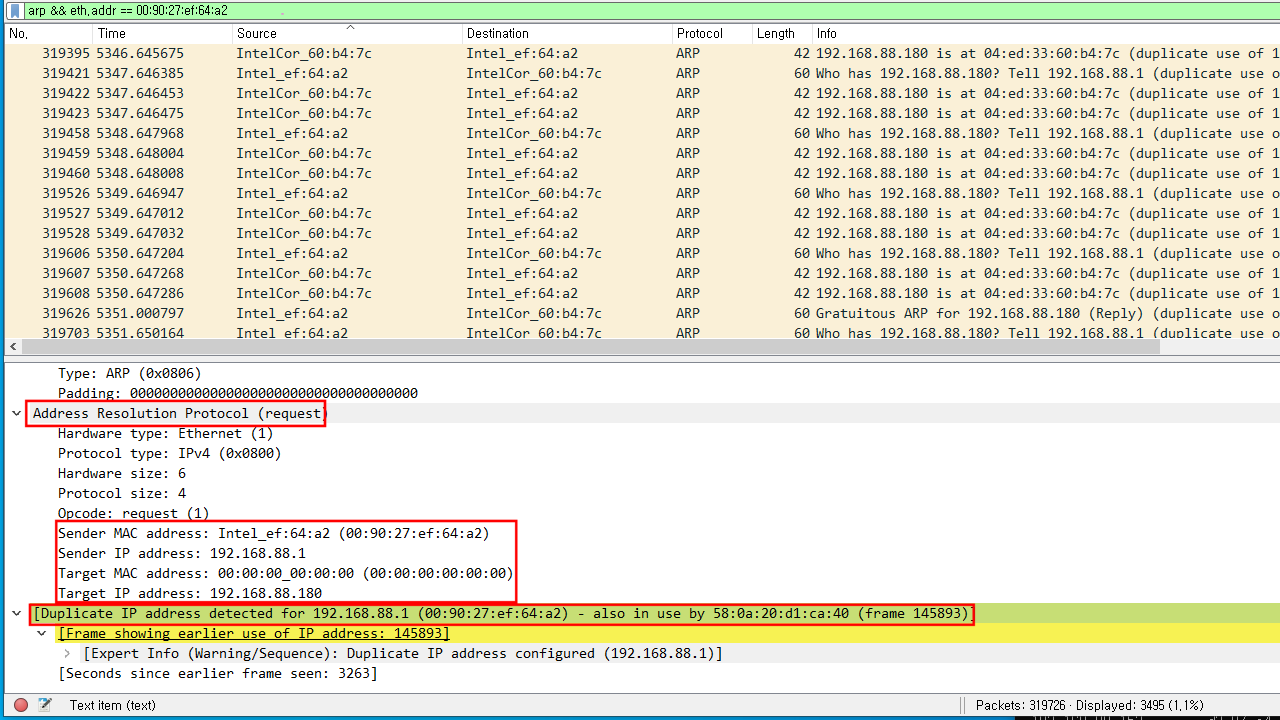 arp && eth.addr == 00:90:27:ef:64:a2
No. Time Source Destination Protocol Length Info
319395 5346.645675 IntelCor_60:b4:7c Intel_ef:64:a2 ARP 42 192.168.88.180 is at 04:ed:33:60:b4:7c (duplicate use of 1
319421 5347.646385 Intel_ef:64:a2 IntelCor_60:b4:7c ARP 60 Who has 192.168.88.180? Tell 192.168.88.1 (duplicate use o
319422 5347.646453 IntelCor_60:b4:7c Intel_ef:64:a2 ARP 42 192.168.88.180 is at 04:ed:33:60:b4:7c (duplicate use of 1
319423 5347.646475 IntelCor_60:b4:7c Intel_ef:64:a2 ARP 42 192.168.88.180 is at 04:ed:33:60:b4:7c (duplicate use of 1
319458 5348.647968 Intel_ef:64:a2 IntelCor_60:b4:7c ARP 60 Who has 192.168.88.180? Tell 192.168.88.1 (duplicate use o
319459 5348.648004 IntelCor_60:b4:7c Intel_ef:64:a2 ARP 42 192.168.88.180 is at 04:ed:33:60:b4:7c (duplicate use of 1
319460 5348.648008 IntelCor_60:b4:7c Intel_ef:64:a2 ARP 42 192.168.88.180 is at 04:ed:33:60:b4:7c (duplicate use of 1
319526 5349.646947 Intel_ef:64:a2 IntelCor_60:b4:7c ARP 60 Who has 192.168.88.180? Tell 192.168.88.1 (duplicate use o
319527 5349.647012 IntelCor_60:b4:7c Intel_ef:64:a2 ARP 42 192.168.88.180 is at 04:ed:33:60:b4:7c (duplicate use of 1
319528 5349.647032 IntelCor_60:b4:7c Intel_ef:64:a2 ARP 42 192.168.88.180 is at 04:ed:33:60:b4:7c (duplicate use of 1
319606 5350.647204 Intel_ef:64:a2 IntelCor_60:b4:7c ARP 60 Who has 192.168.88.180? Tell 192.168.88.1 (duplicate use o
319607 5350.647268 IntelCor_60:b4:7c Intel_ef:64:a2 ARP 42 192.168.88.180 is at 04:ed:33:60:b4:7c (duplicate use of 1
319608 5350.647286 IntelCor_60:b4:7c Intel_ef:64:a2 ARP 42 192.168.88.180 is at 04:ed:33:60:b4:7c (duplicate use of 1
319626 5351.000797 Intel_ef:64:a2 IntelCor_60:b4:7c ARP 60 Gratuitous ARP for 192.168.88.180 (Reply) (duplicate use o
319703 5351.650164 Intel_ef:64:a2 IntelCor_60:b4:7c ARP 60 Who has 192.168.88.180? Tell 192.168.88.1 (duplicate use o
Type: ARP (0x0806)
Padding: 000000000000000000000000000000000000
Address Resolution Protocol (request)
Hardware type: Ethernet (1)
Protocol type: IPv4 (0x0800)
Hardware size: 6
Protocol size: 4
Opcode: request (1)
Sender MAC address: Intel_ef:64:a2 (00:90:27:ef:64:a2)
Sender IP address: 192.168.88.1
Target MAC address: 00:00:00_00:00:00 (00:00:00:00:00:00)
Target IP address: 192.168.88.180
[Duplicate IP address detected for 192.168.88.1 (00:90:27:ef:64:a2) - also in use by 58:0a:20:d1:ca:40 (frame 145893)]
[Frame showing earlier use of IP address: 145893]
[Expert Info (Warning/Sequence): Duplicate IP address configured (192.168.88.1)]
[Seconds since earlier frame seen: 3263]
Text item (text) Packets: 319726 · Displayed: 3495 (1.1%)